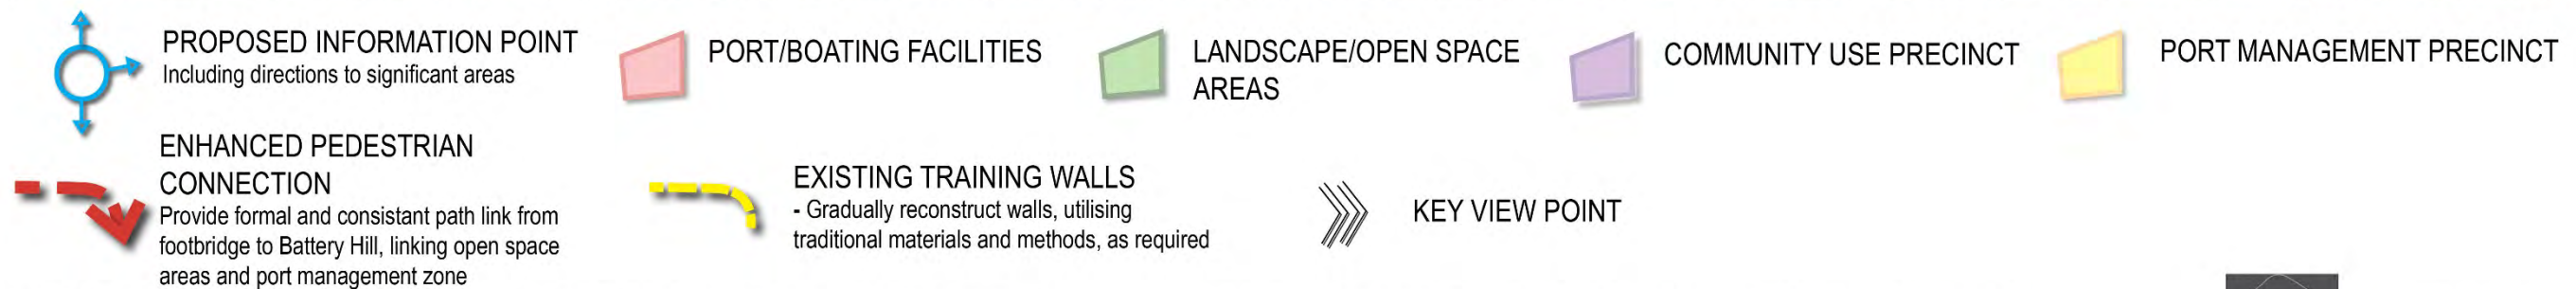 PROPOSED INFORMATION POINT
Including directions to significant areas
PORT/BOATING FACILITIES
LANDSCAPE/OPEN SPACE
AREAS
COMMUNITY USE PRECINCT
PORT MANAGEMENT PRECINCT
ENHANCED PEDESTRIAN
CONNECTION
Provide formal and consistant path link from
footbridge to Battery Hill, linking open space
areas and port management zone
EXISTING TRAINING WALLS
- Gradually reconstruct walls, utilising
traditional materials and methods, as required
KEY VIEW POINT